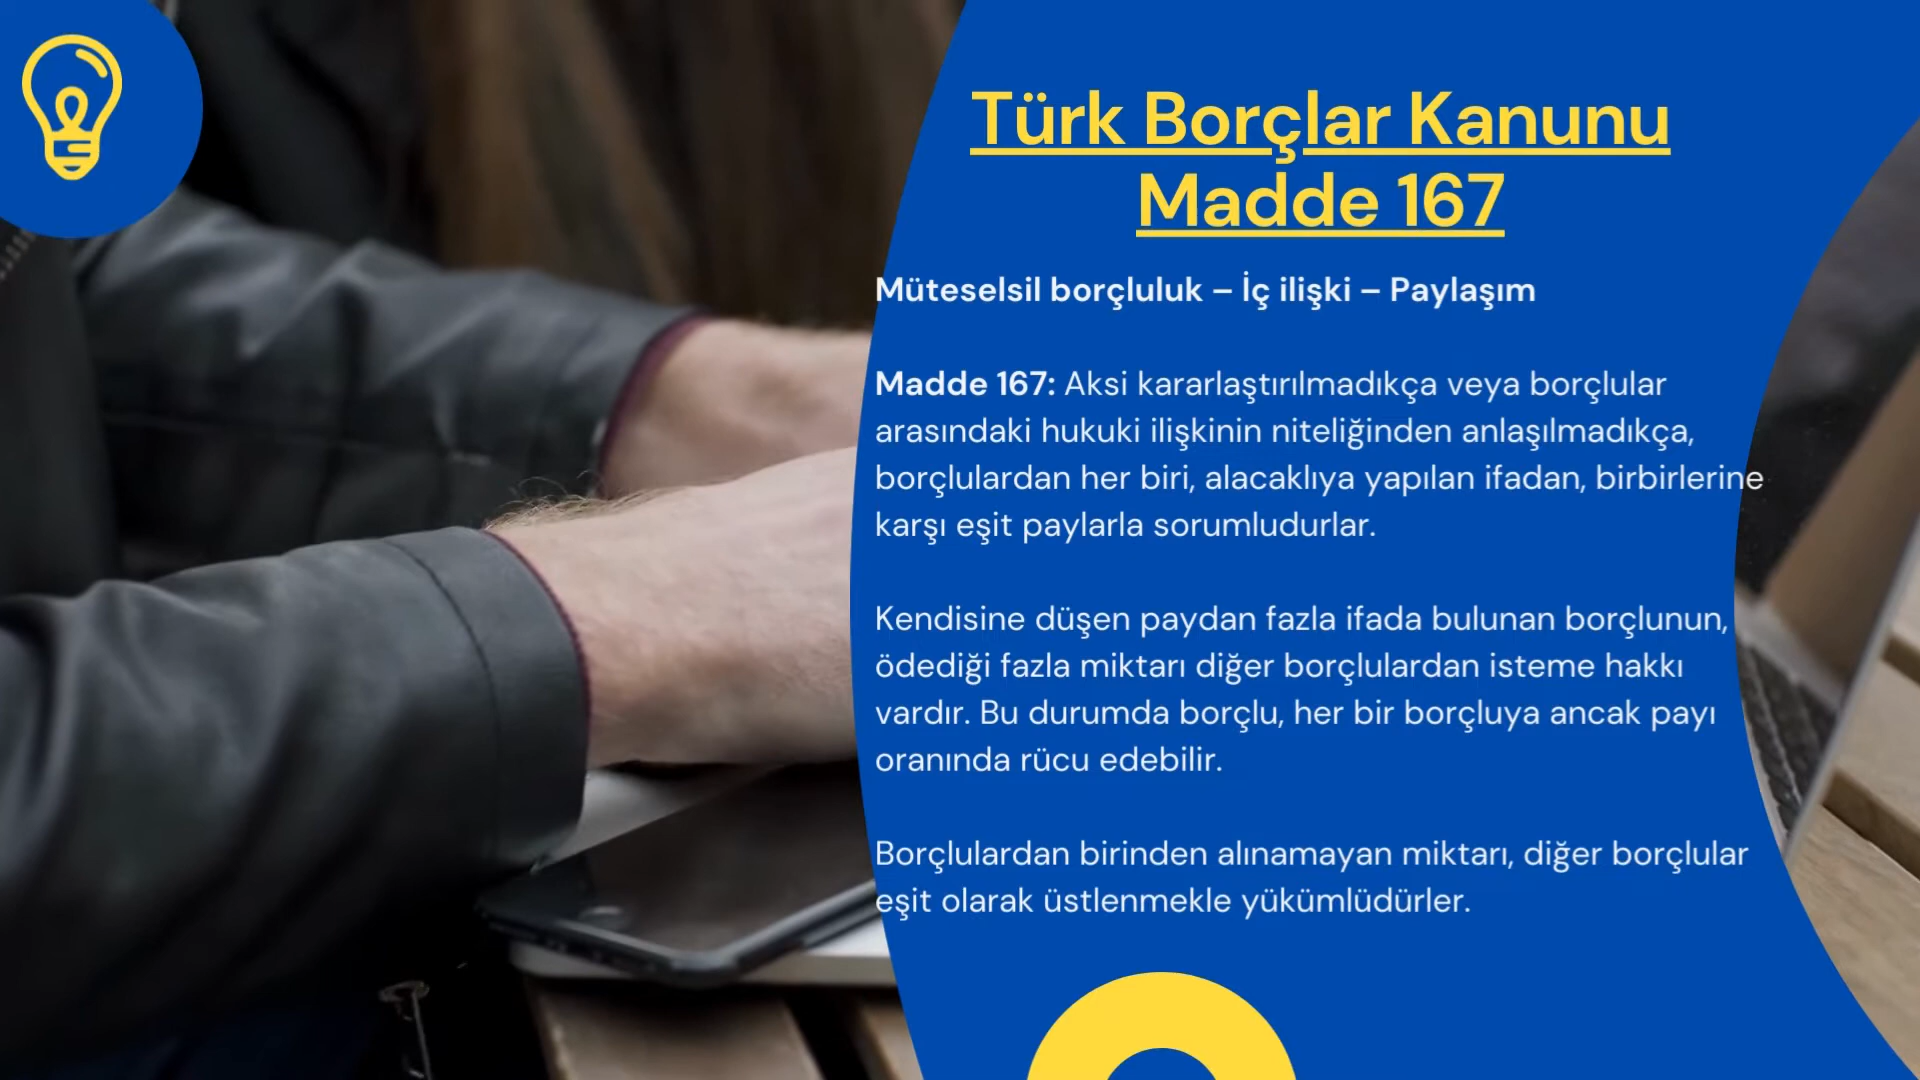 Türk Borçlar Kanunu
Madde 167
Müteselsil borçluluk – İç ilişki – Paylaşım
Madde 167: Aksi kararlaştırılmadıkça veya borçlular
arasındaki hukuki ilişkinin niteliğinden anlaşılmadıkça,
borçlulardan her biri, alacaklıya yapılan ifadan, birbirlerine
karşı eşit paylarla sorumludurlar.
Kendisine düşen paydan fazla ifada bulunan borçlunun,
ödediği fazla miktarı diğer borçlulardan isteme hakkı
vardır. Bu durumda borçlu, her bir borçluya ancak payı
oranında rücu edebilir.
Borçlulardan birinden alınamayan miktarı, diğer borçlular
eşit olarak üstlenmekle yükümlüdürler.